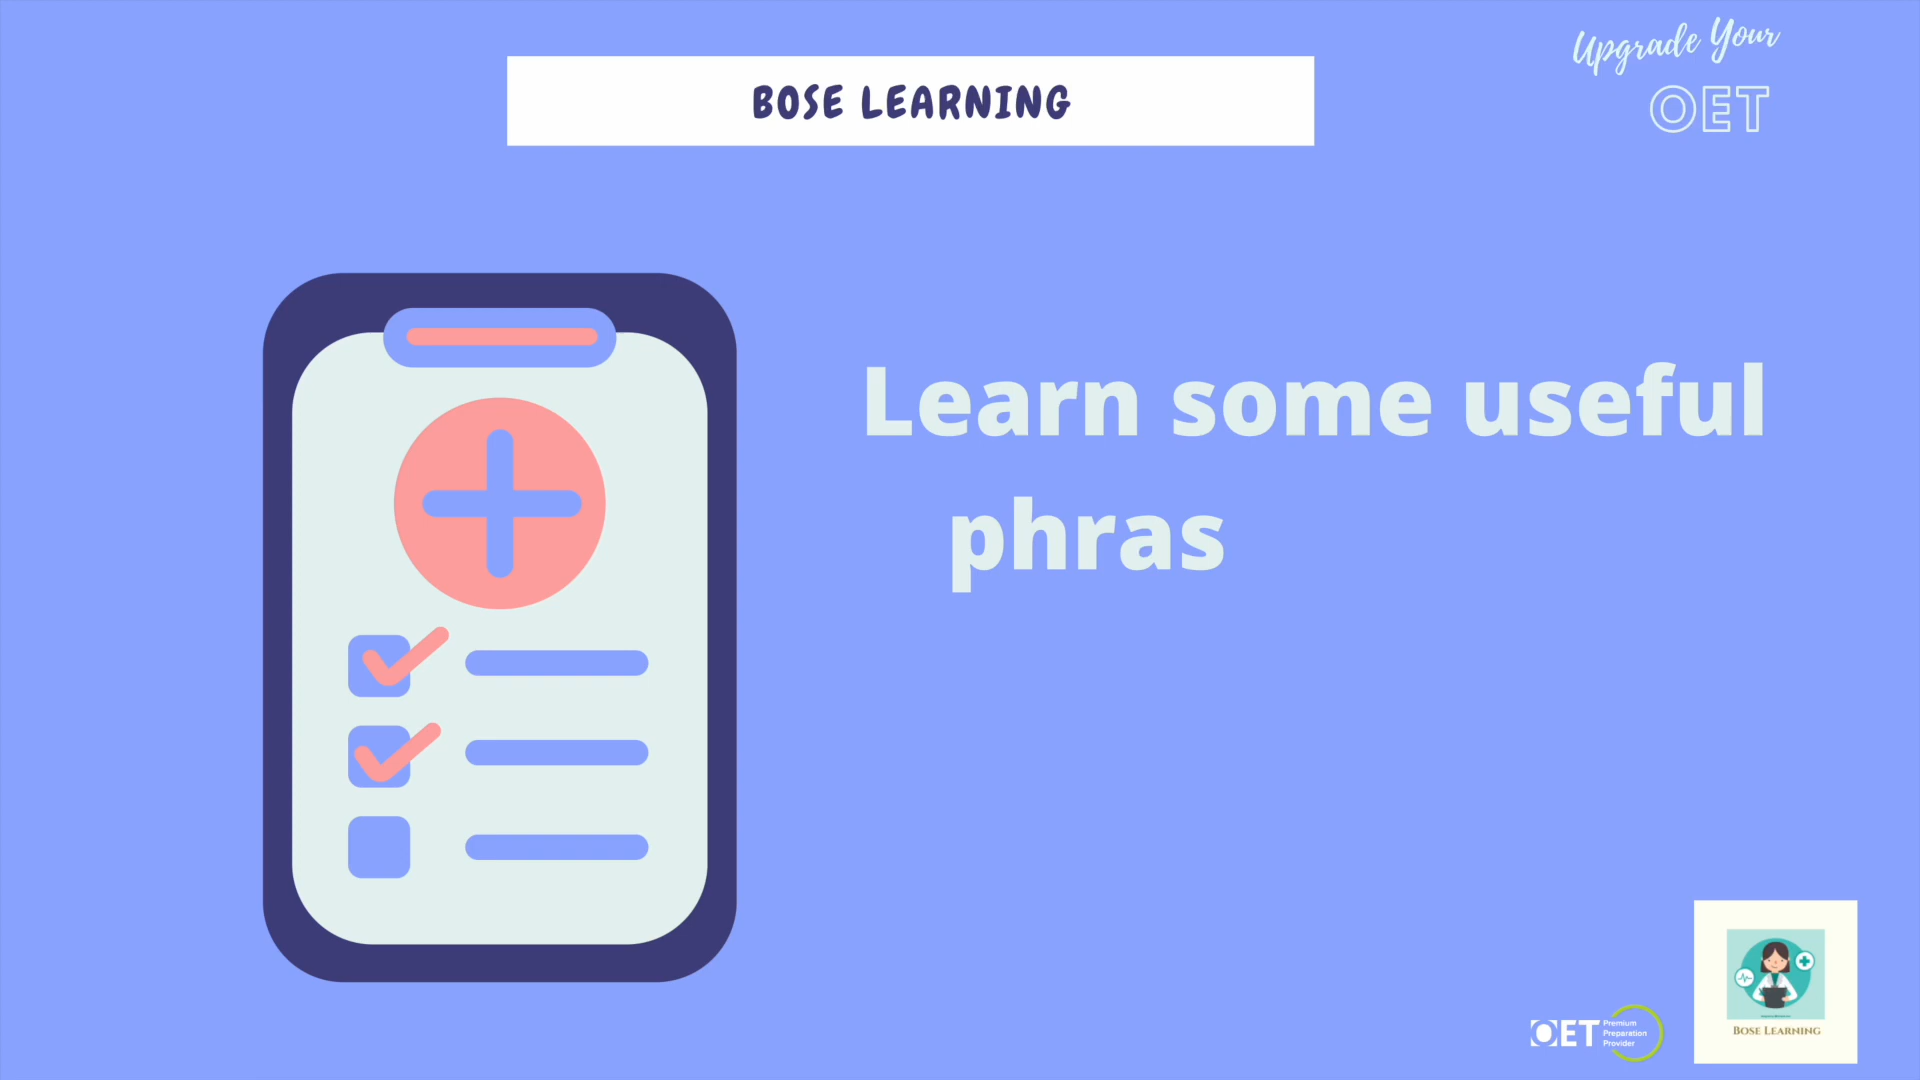 BOSE LEARNING
Upgrade Your
OET
Learn some useful
phras
OET Premium
Preparation
Provider
BOSE LEARNING